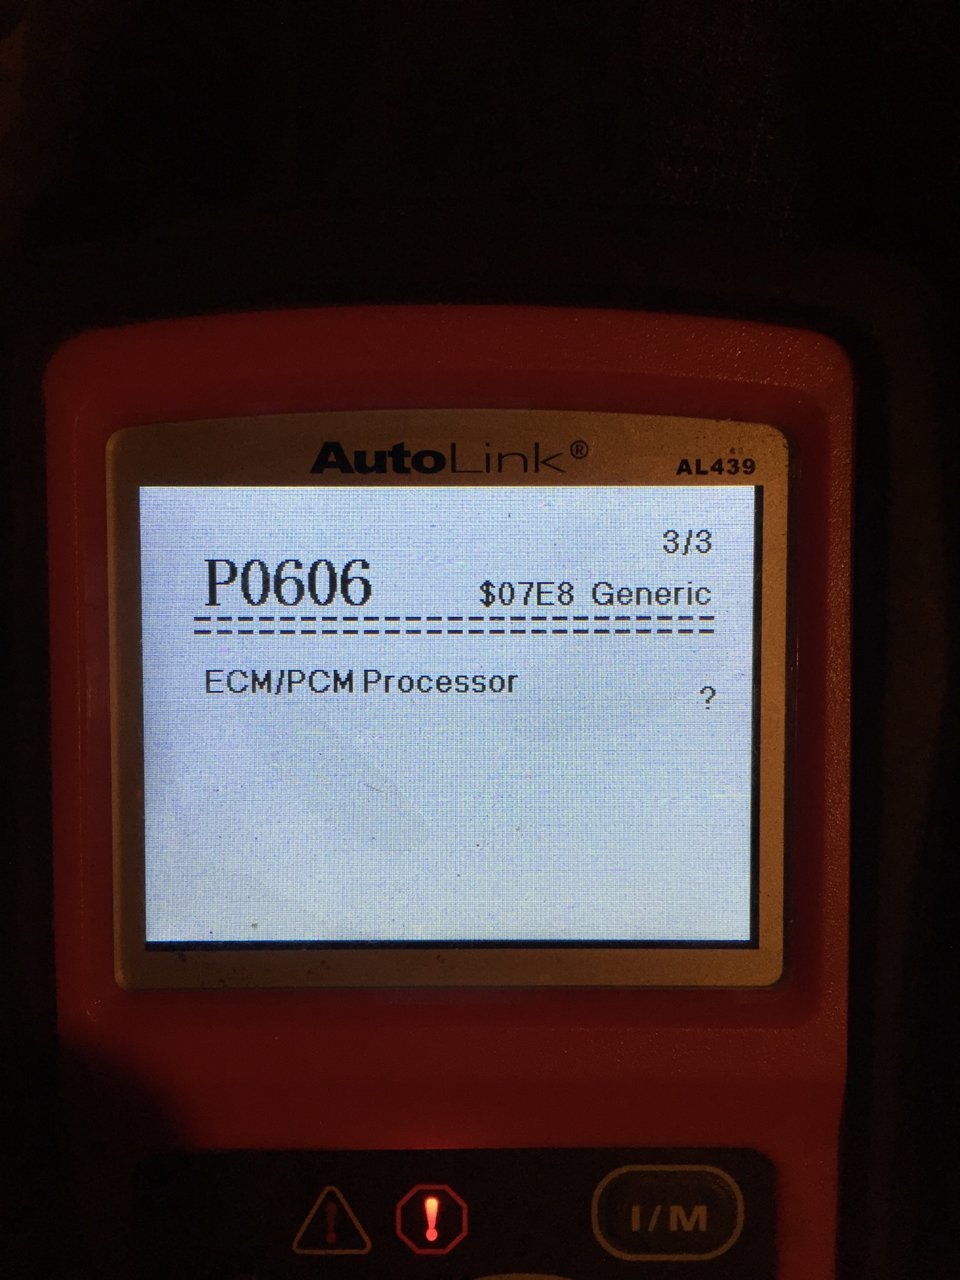 AutoLink®
AL439
3/3
P0606 $07E8 Generic
==========================
ECM/PCM Processor
?
! ! I/M